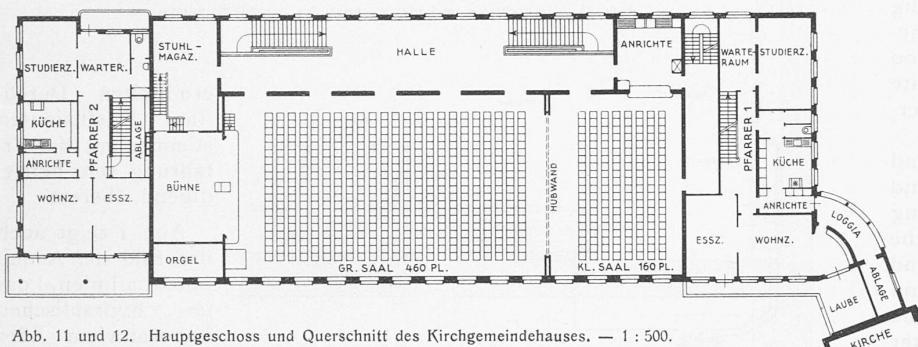 STUHL-
MAGAZ.
HALLE
ANRICHTE
WARTE-
RAUM
STUDIERZ.
STUDIERZ.
WARTER.
KÜCHE
PFARRER 2
ABLAGE
ANRICHTE
WOHNZ.
ESSZ.
BÜHNE
ORGEL
GR. SAAL 460 PL.
HUBWAND
KL. SAAL 160 PL.
PFARRER 1
KÜCHE
ANRICHTE
ESSZ.
WOHNZ.
LOGGIA
ABLAGE
LAUBE
KIRCHE
Abb. 11 und 12. Hauptgeschoss und Querschnitt des Kirchgemeindehauses. — 1 : 500.